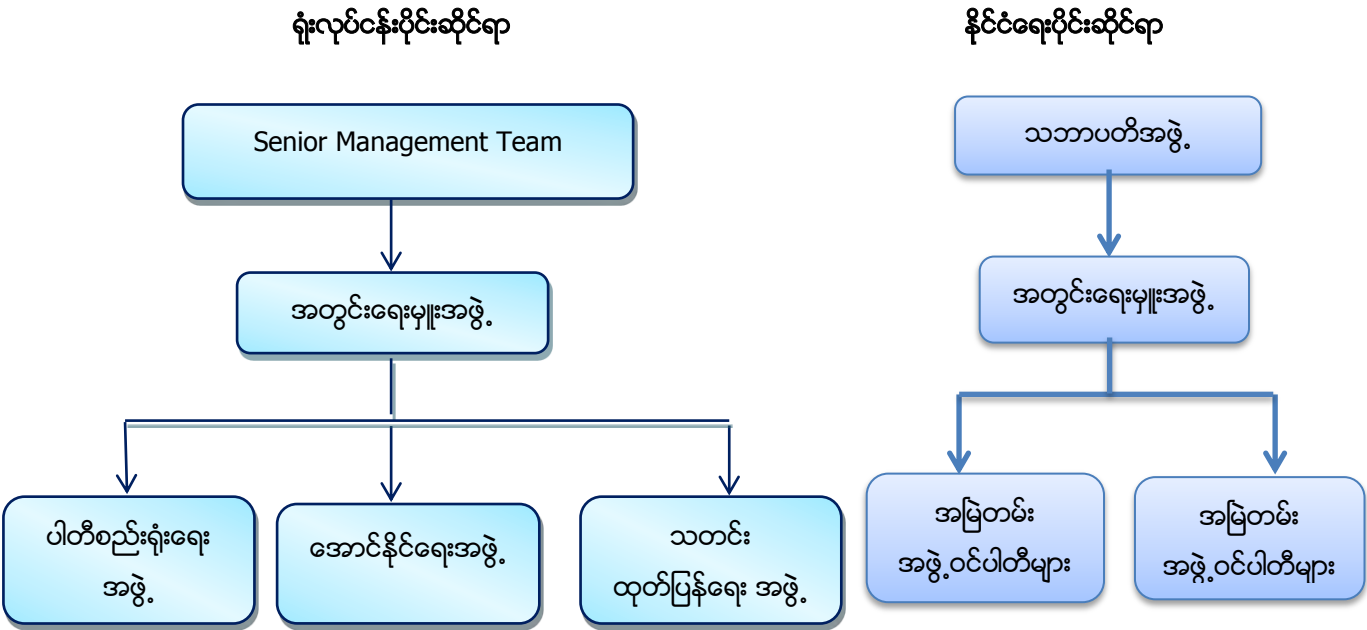 ရုံးလုပ်ငန်းပိုင်းဆိုင်ရာ
Senior Management Team
အတွင်းရေးမှူးအဖွဲ့
ပါတီစည်းရုံးရေး
အဖွဲ့
အောင်နိုင်ရေးအဖွဲ့
သတင်း
ထုတ်ပြန်ရေး အဖွဲ့
နိုင်ငံရေးပိုင်းဆိုင်ရာ
သဘာပတိအဖွဲ့
အတွင်းရေးမှူးအဖွဲ့
အမြဲတမ်း
အဖွဲ့ဝင်ပါတီများ
အမြဲတမ်း
အဖွဲ့ဝင်ပါတီများ